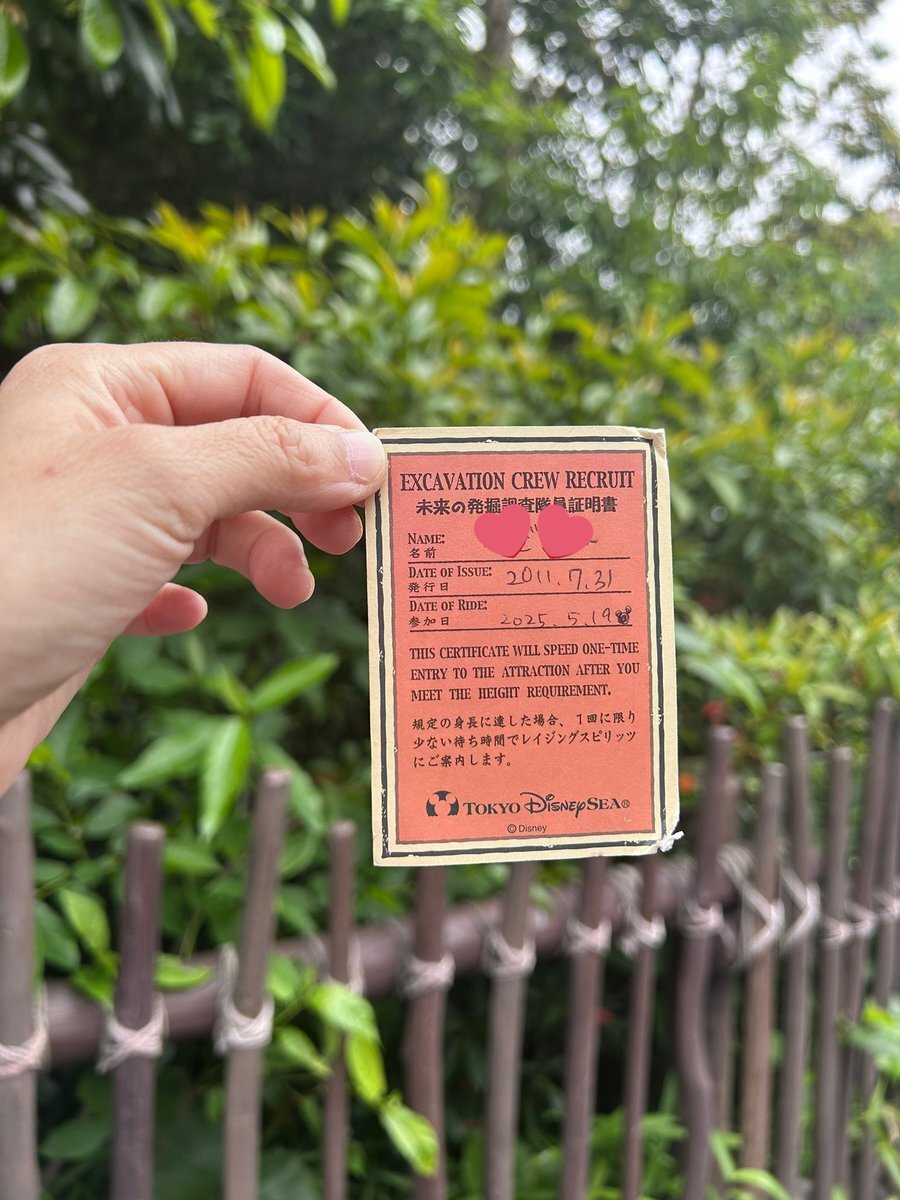 EXCAVATION CREW RECRUIT
未来の発掘調査隊員証明書
NAME:
名前
DATE OF ISSUE: 2011.7.31
発行日
DATE OF RIDE:
参加日 2025.5.19
THIS CERTIFICATE WILL SPEED ONE-TIME
ENTRY TO THE ATTRACTION AFTER YOU
MEET THE HEIGHT REQUIREMENT.
規定の身長に達した場合、1回に限り
少ない待ち時間でレイジングスピリッツ
にご案内します。
TOKYO DISNEYSEA®
© Disney